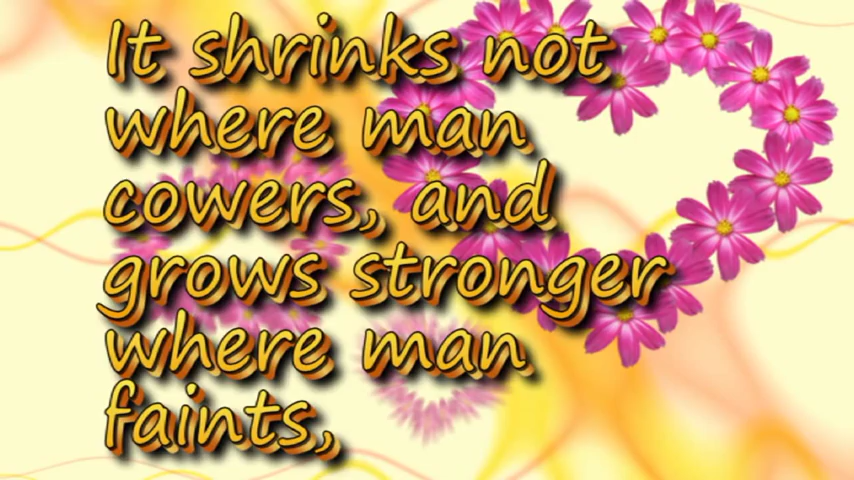 It shrinks not
where man
cowers, and
grows stronger
where man
faints,